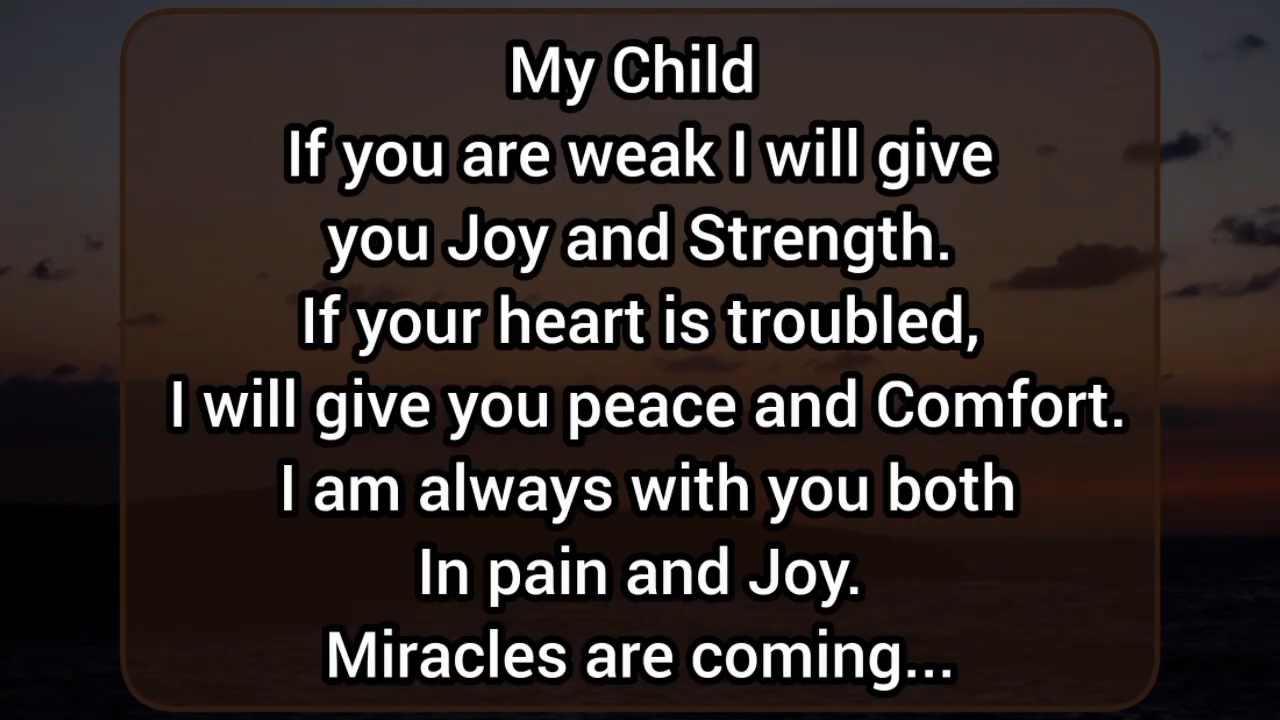 My Child
If you are weak I will give
you Joy and Strength.
If your heart is troubled,
I will give you peace and Comfort.
I am always with you both
In pain and Joy.
Miracles are coming...